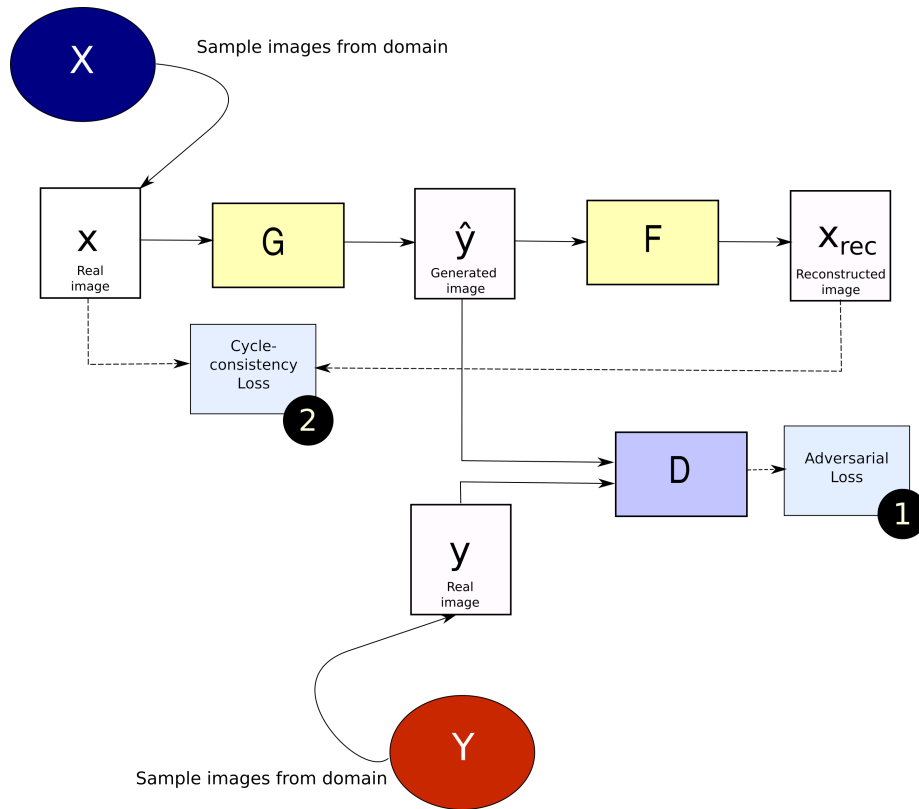 X
Sample images from domain
x
Real
image
G
ŷ
Generated
image
F
xrec
Reconstructed
image
Cycle-
consistency
Loss
2
D
Adversarial
Loss
1
y
Real
image
Y
Sample images from domain